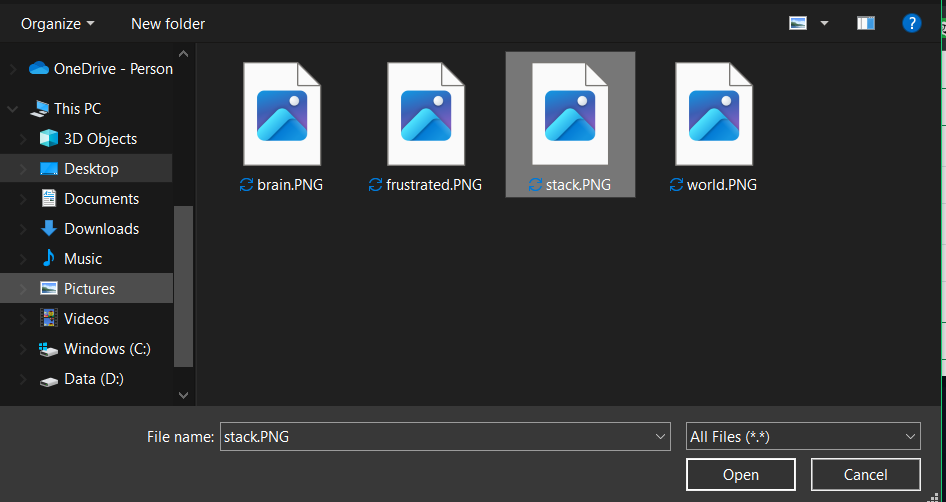 Organize New folder ?
OneDrive - Person
This PC
3D Objects
Desktop
Documents
Downloads
Music
Pictures
Videos
Windows (C:)
Data (D:)
brain.PNG frustrated.PNG stack.PNG world.PNG
File name: stack.PNG All Files (*.*)
Open Cancel